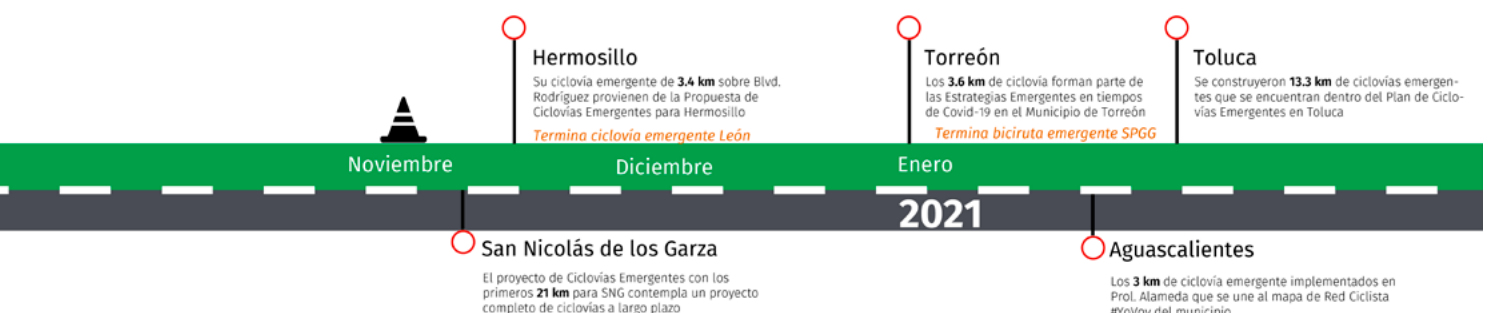 Hermosillo
Su ciclovía emergente de 3.4 km sobre Blvd.
Rodríguez provienen de la Propuesta de
Ciclovías Emergentes para Hermosillo
Termina ciclovía emergente León
Torreón
Los 3.6 km de ciclovía forman parte de
las Estrategias Emergentes en tiempos
de Covid-19 en el Municipio de Torreón
Termina biciruta emergente SPGG
Toluca
Se construyeron 13.3 km de ciclovías emergen-
tes que se encuentran dentro del Plan de Ciclo-
vías Emergentes en Toluca
Noviembre
Diciembre
Enero
2021
San Nicolás de los Garza
El proyecto de Ciclovías Emergentes con los
primeros 21 km para SNG contempla un proyecto
completo de ciclovías a largo plazo
Aguascalientes
Los 3 km de ciclovía emergente implementados en
Prol. Alameda que se une al mapa de Red Ciclista
#YoVoy del municipio